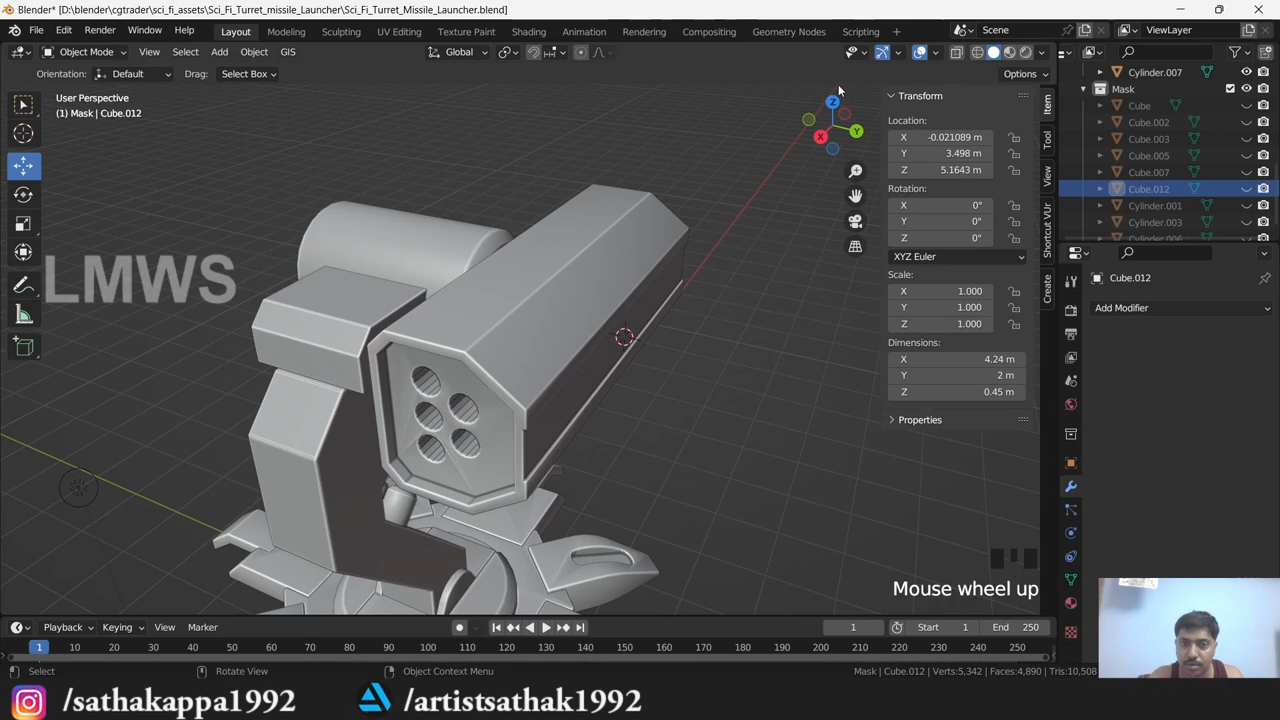 Blender* [D:\blender\cgtrader\sci_fi_assets\Sci_Fi_Turret_missile_Launcher\Sci_Fi_Turret_Missile_Launcher.blend]
File Edit Render Window Help Layout Modeling Sculpting UV Editing Texture Paint Shading Animation Rendering Compositing Geometry Nodes Scripting Scene ViewLayer
Object Mode View Select Add Object GIS Global
Orientation: Default Drag: Select Box Options
User Perspective
(1) Mask | Cube.012
Z
Y
X
Transform
Location:
X -0.021089 m
Y 3.498 m
Z 5.1643 m
Rotation:
X 0°
Y 0°
Z 0°
XYZ Euler
Scale:
X 1.000
Y 1.000
Z 1.000
Dimensions:
X 4.24 m
Y 2 m
Z 0.45 m
Properties
Item
Tool
View
Shortcut VUr
Create
Cylinder.007
Mask
Cube
Cube.002
Cube.003
Cube.005
Cube.007
Cube.012
Cylinder.001
Cylinder.003
Cylinder.006
Cube.012
Add Modifier
LMWS
Mouse wheel up
Playback Keying View Marker 1 Start 1 End 250
1 10 20 30 40 50 60 70 80 90 100 110 120 130 140 150 160 170 180 190 200 210 220 230 240 250
Select Rotate View Object Context Menu Mask | Cube.012 Verts:5,342 Faces:4,890 Tris:10,508
/sathakappa1992 /artistsathak1992